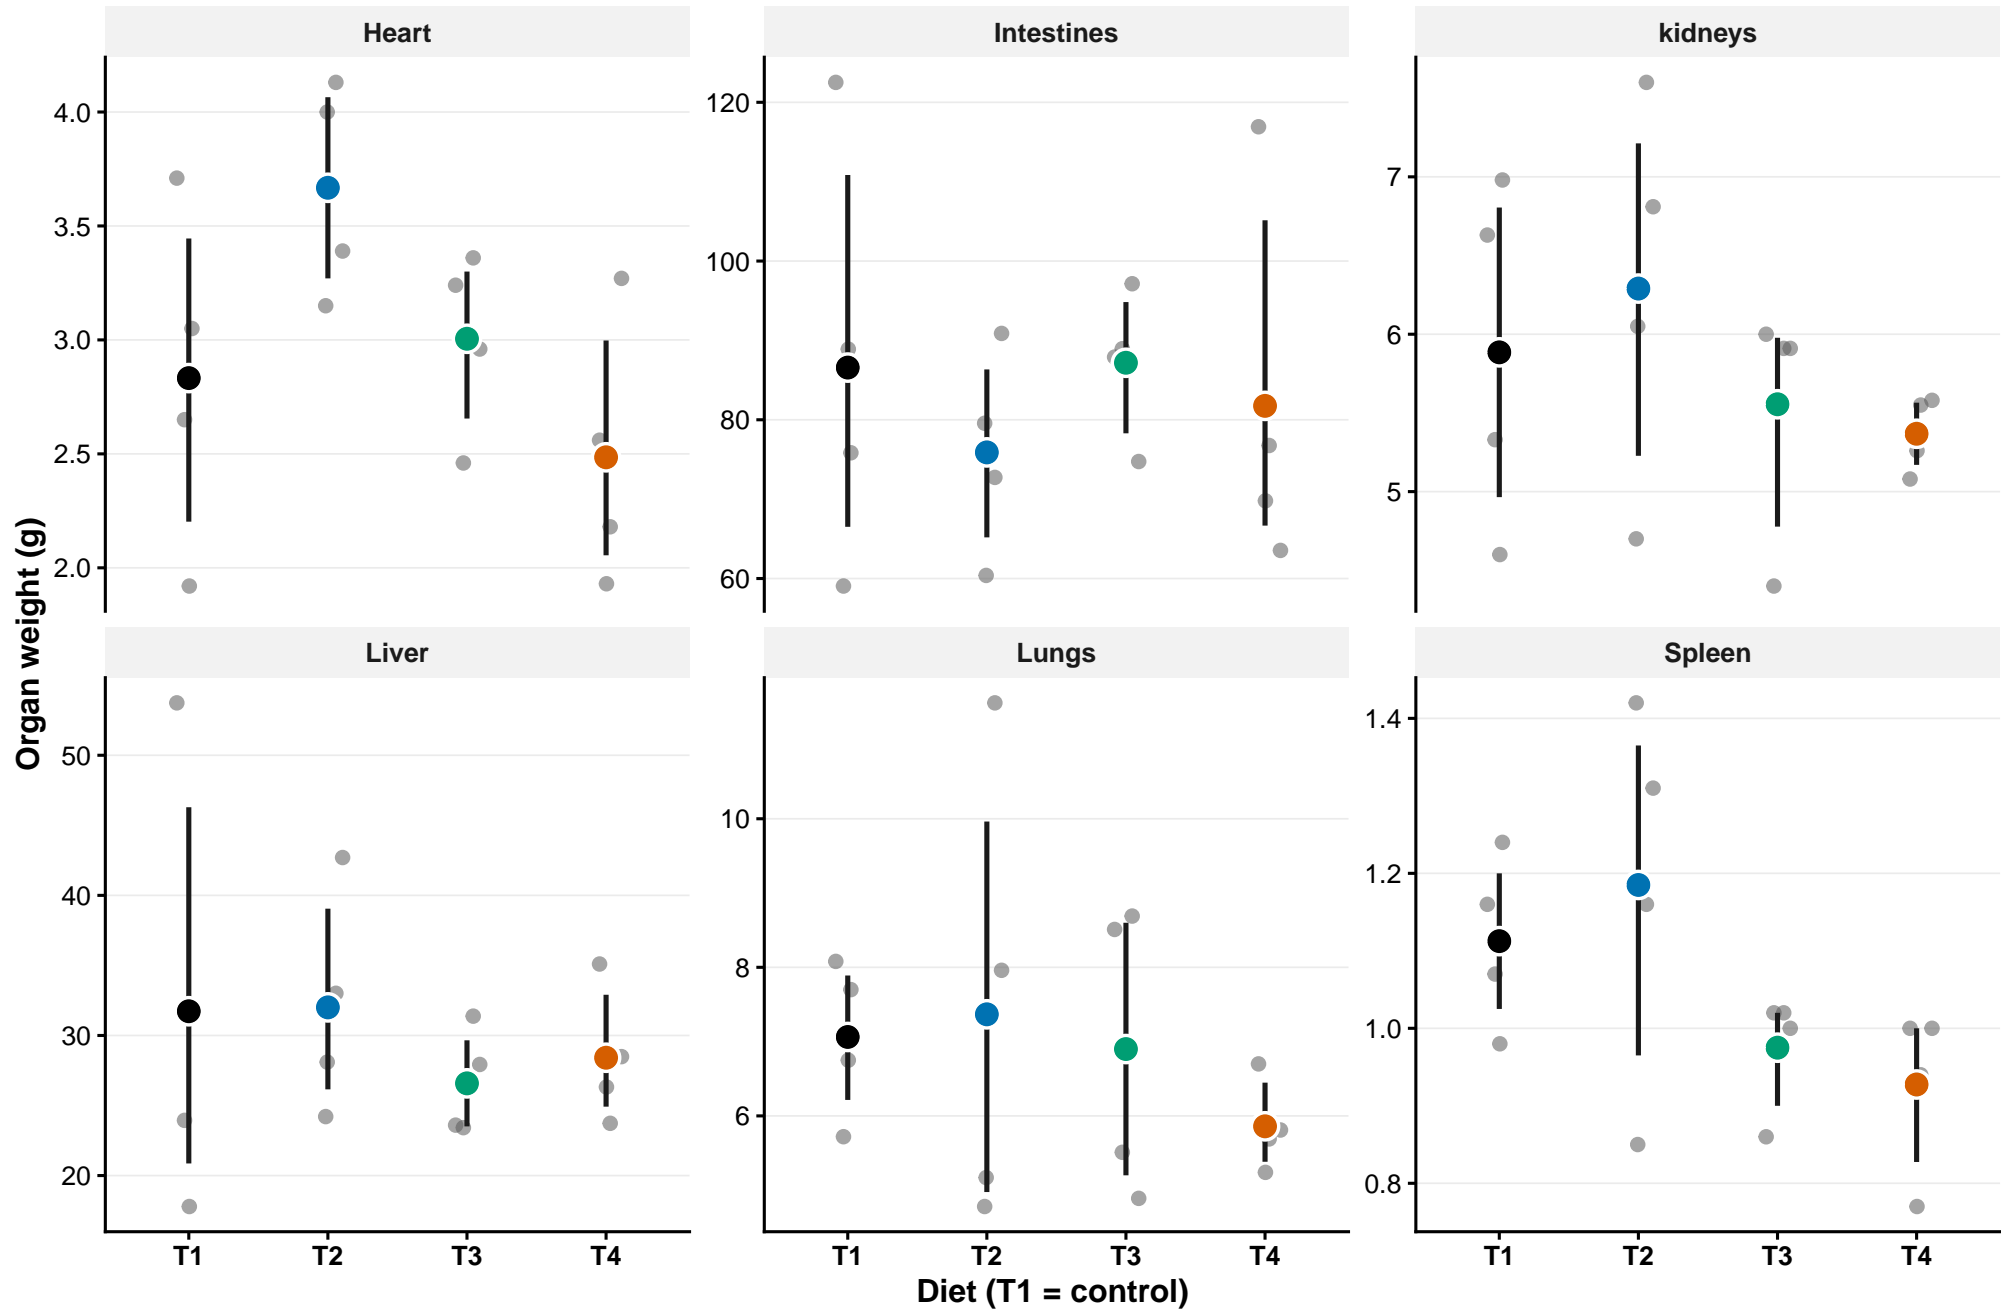 Heart
Intestines
kidneys
4.0
3.5
3.0
2.5
2.0
120
100
80
60
7
6
5
Organ weight (g)
Liver
Lungs
Spleen
50
40
30
20
10
8
6
1.4
1.2
1.0
0.8
T1 T2 T3 T4
T1 T2 T3 T4
T1 T2 T3 T4
Diet (T1 = control)